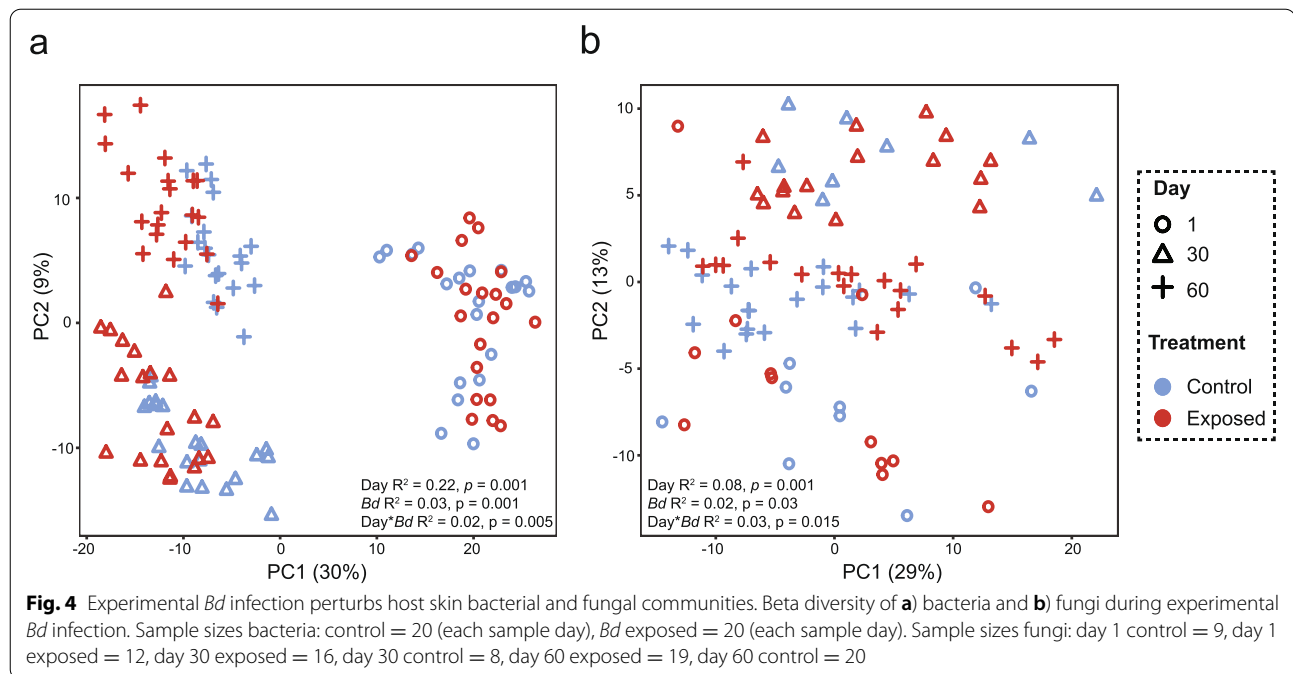 a
b
10
0
-10
PC2 (9%)
-20
-10
0
10
20
PC1 (30%)
Day R² = 0.22, p = 0.001
Bd R² = 0.03, p = 0.001
Day*Bd R² = 0.02, p = 0.005
10
5
0
-5
-10
PC2 (13%)
-10
0
10
20
PC1 (29%)
Day R² = 0.08, p = 0.001
Bd R² = 0.02, p = 0.03
Day*Bd R² = 0.03, p = 0.015
Day
1
30
60
Treatment
Control
Exposed
Fig. 4 Experimental Bd infection perturbs host skin bacterial and fungal communities. Beta diversity of a) bacteria and b) fungi during experimental
Bd infection. Sample sizes bacteria: control = 20 (each sample day), Bd exposed = 20 (each sample day). Sample sizes fungi: day 1 control = 9, day 1
exposed = 12, day 30 exposed = 16, day 30 control = 8, day 60 exposed = 19, day 60 control = 20